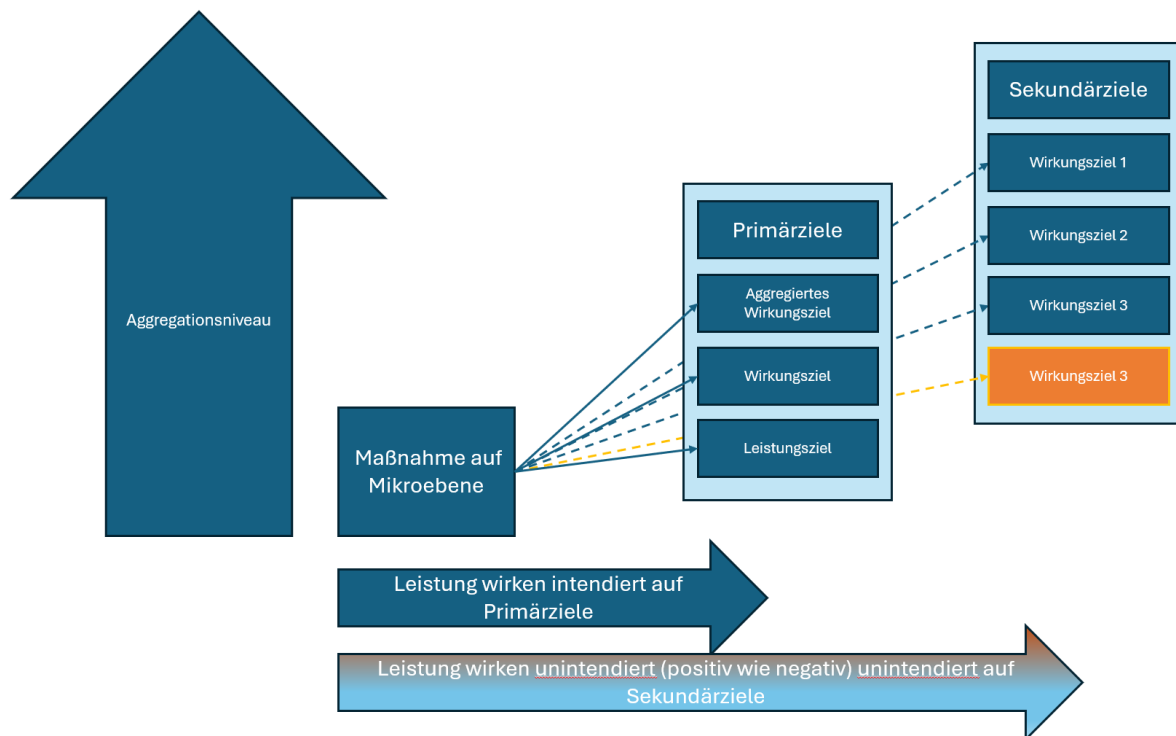 Sekundärziele
Wirkungsziel 1
Primärziele
Wirkungsziel 2
Aggregationsniveau
Aggregiertes
Wirkungsziel
Wirkungsziel 3
Wirkungsziel
Wirkungsziel 3
Maßnahme auf
Mikroebene
Leistungsziel
Leistung wirken intendiert auf
Primärziele
Leistung wirken unintendiert (positiv wie negativ) unintendiert auf
Sekundärziele